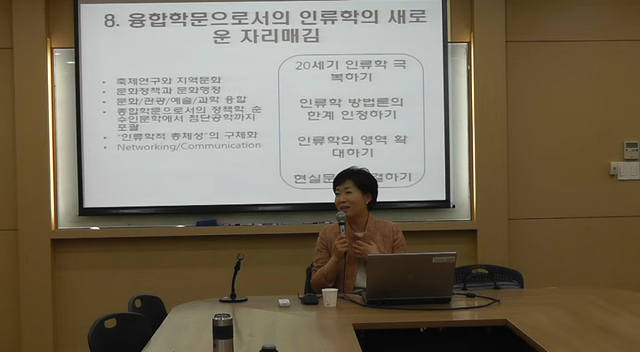 8. 융합학문으로서의 인류학의 새로
운 자리매김
• 축제연구와 지역문화
• 문화정책과 문화행정
• 문화/관광/예술/과학 융합
• 종합학문으로서의 정책학: 순
수인문학에서 첨단공학까지
포괄
• "인류학적 총체성"의 구체화
• Networking/Communication
20세기 인류학 극
복하기
인류학 방법론의
한계 인정하기
인류학의 영역 확
대하기
현실문
하기